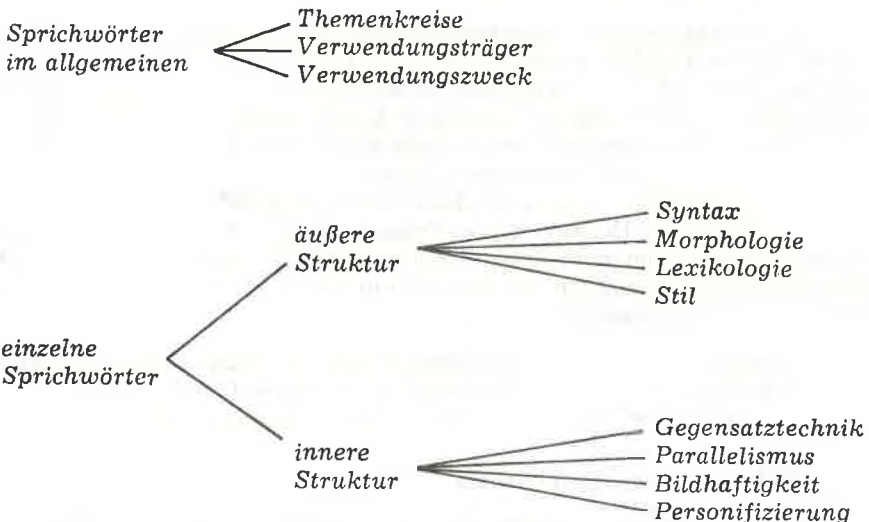 Sprichwörter
im allgemeinen
Themenkreise
Verwendungsträger
Verwendungszweck
äußere
Struktur
Syntax
Morphologie
Lexikologie
Stil
einzelne
Sprichwörter
innere
Struktur
Gegensatztechnik
Parallelismus
Bildhaftigkeit
Personifizierung